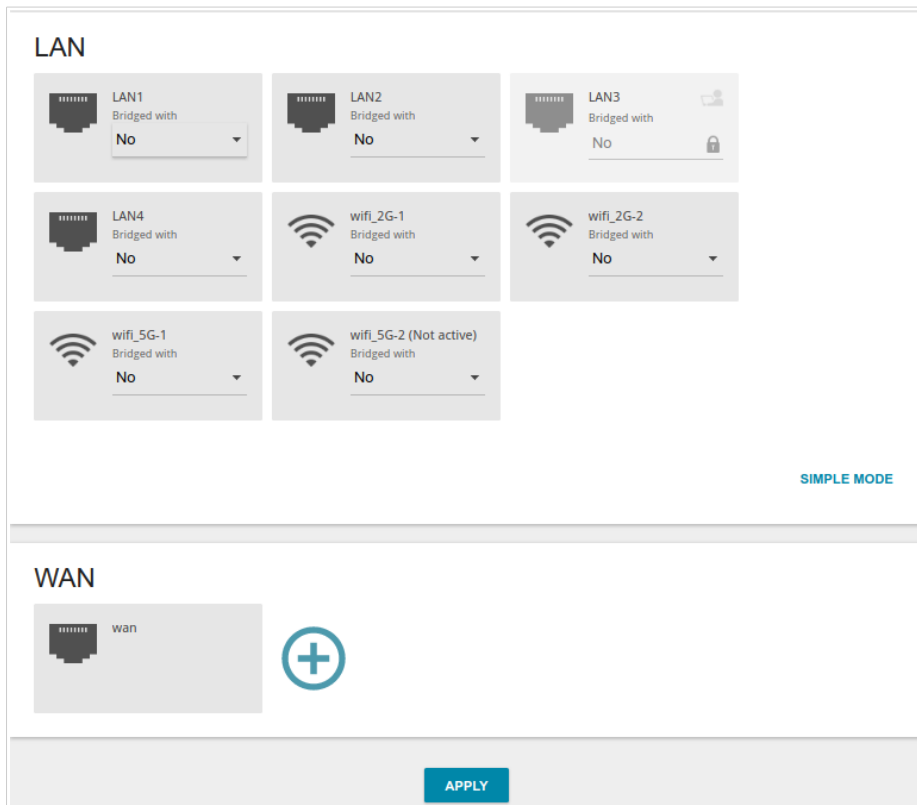 LAN
LAN1
Bridged with
No
LAN2
Bridged with
No
LAN3
Bridged with
No
LAN4
Bridged with
No
wifi_2G-1
Bridged with
No
wifi_2G-2
Bridged with
No
wifi_5G-1
Bridged with
No
wifi_5G-2 (Not active)
Bridged with
No
SIMPLE MODE
WAN
wan
APPLY